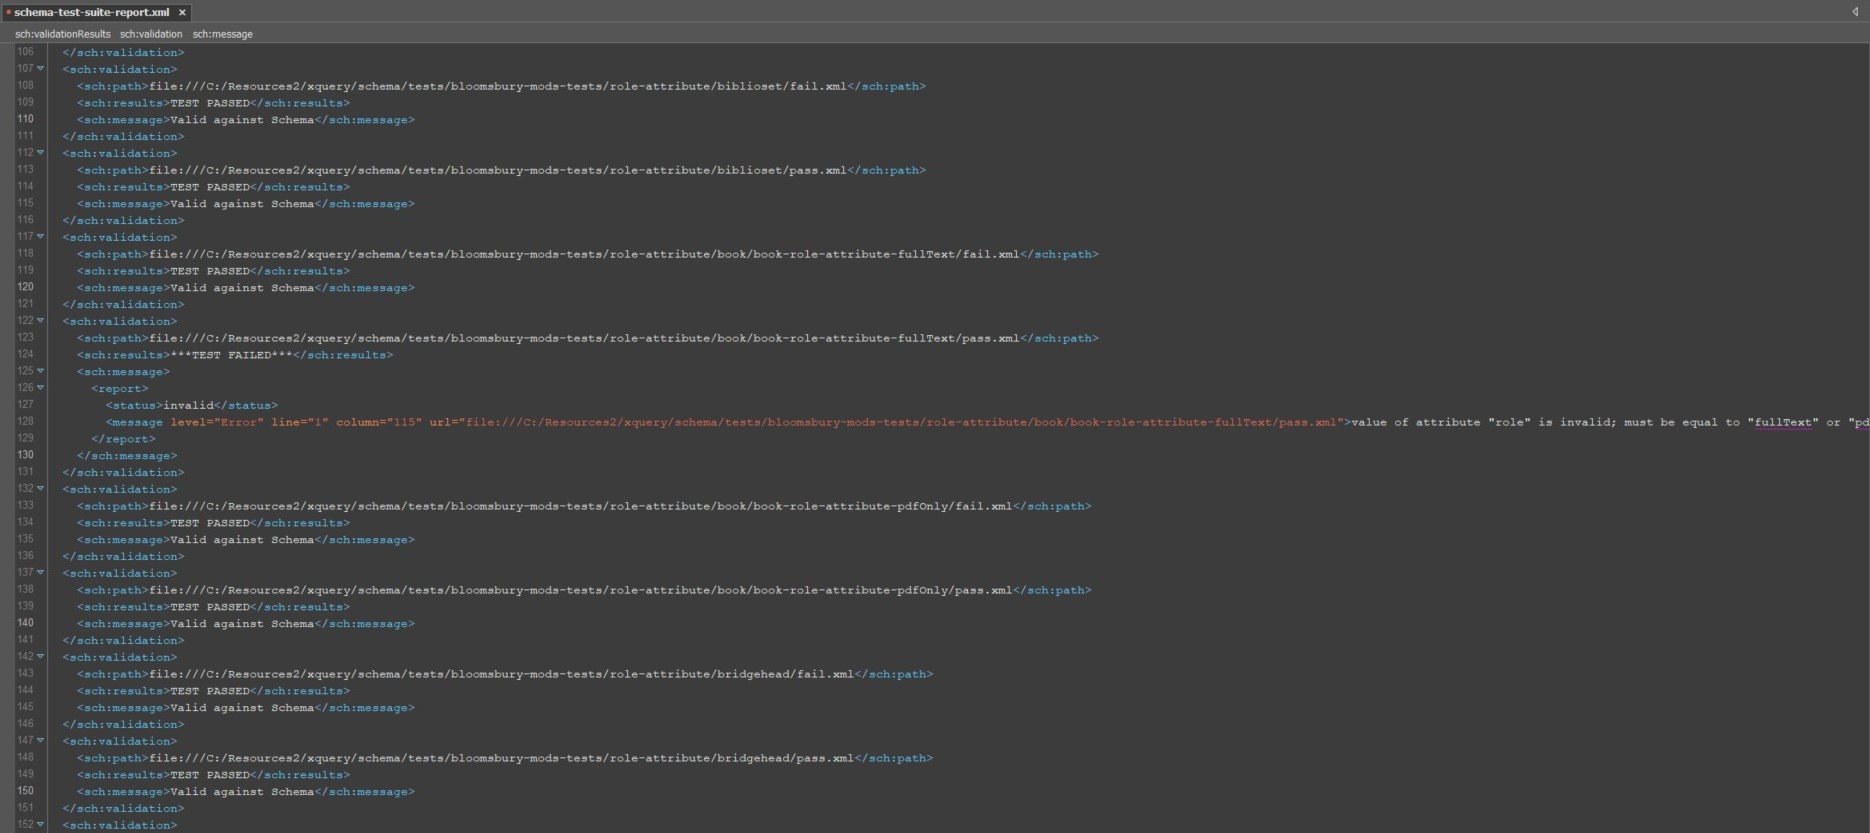 schema-test-suite-report.xml ×
sch:validationResults sch:validation sch:message
106 </sch:validation>
107 <sch:validation>
108 <sch:path>file:///C:/Resources2/xquery/schema/tests/bloomsbury-mods-tests/role-attribute/biblioset/fail.xml</sch:path>
109 <sch:results>TEST PASSED</sch:results>
110 <sch:message>Valid against Schema</sch:message>
111 </sch:validation>
112 <sch:validation>
113 <sch:path>file:///C:/Resources2/xquery/schema/tests/bloomsbury-mods-tests/role-attribute/biblioset/pass.xml</sch:path>
114 <sch:results>TEST PASSED</sch:results>
115 <sch:message>Valid against Schema</sch:message>
116 </sch:validation>
117 <sch:validation>
118 <sch:path>file:///C:/Resources2/xquery/schema/tests/bloomsbury-mods-tests/role-attribute/book/book-role-attribute-fullText/fail.xml</sch:path>
119 <sch:results>TEST PASSED</sch:results>
120 <sch:message>Valid against Schema</sch:message>
121 </sch:validation>
122 <sch:validation>
123 <sch:path>file:///C:/Resources2/xquery/schema/tests/bloomsbury-mods-tests/role-attribute/book/book-role-attribute-fullText/pass.xml</sch:path>
124 <sch:results>***TEST FAILED***</sch:results>
125 <sch:message>
126 <report>
127 <status>invalid</status>
128 <message level="Error" line="1" column="115" url="file:///C:/Resources2/xquery/schema/tests/bloomsbury-mods-tests/role-attribute/book/book-role-attribute-fullText/pass.xml">value of attribute "role" is invalid; must be equal to "fullText" or "pd
129 </report>
130 </sch:message>
131 </sch:validation>
132 <sch:validation>
133 <sch:path>file:///C:/Resources2/xquery/schema/tests/bloomsbury-mods-tests/role-attribute/book/book-role-attribute-pdfOnly/fail.xml</sch:path>
134 <sch:results>TEST PASSED</sch:results>
135 <sch:message>Valid against Schema</sch:message>
136 </sch:validation>
137 <sch:validation>
138 <sch:path>file:///C:/Resources2/xquery/schema/tests/bloomsbury-mods-tests/role-attribute/book/book-role-attribute-pdfOnly/pass.xml</sch:path>
139 <sch:results>TEST PASSED</sch:results>
140 <sch:message>Valid against Schema</sch:message>
141 </sch:validation>
142 <sch:validation>
143 <sch:path>file:///C:/Resources2/xquery/schema/tests/bloomsbury-mods-tests/role-attribute/bridgehead/fail.xml</sch:path>
144 <sch:results>TEST PASSED</sch:results>
145 <sch:message>Valid against Schema</sch:message>
146 </sch:validation>
147 <sch:validation>
148 <sch:path>file:///C:/Resources2/xquery/schema/tests/bloomsbury-mods-tests/role-attribute/bridgehead/pass.xml</sch:path>
149 <sch:results>TEST PASSED</sch:results>
150 <sch:message>Valid against Schema</sch:message>
151 </sch:validation>
152 <sch:validation>